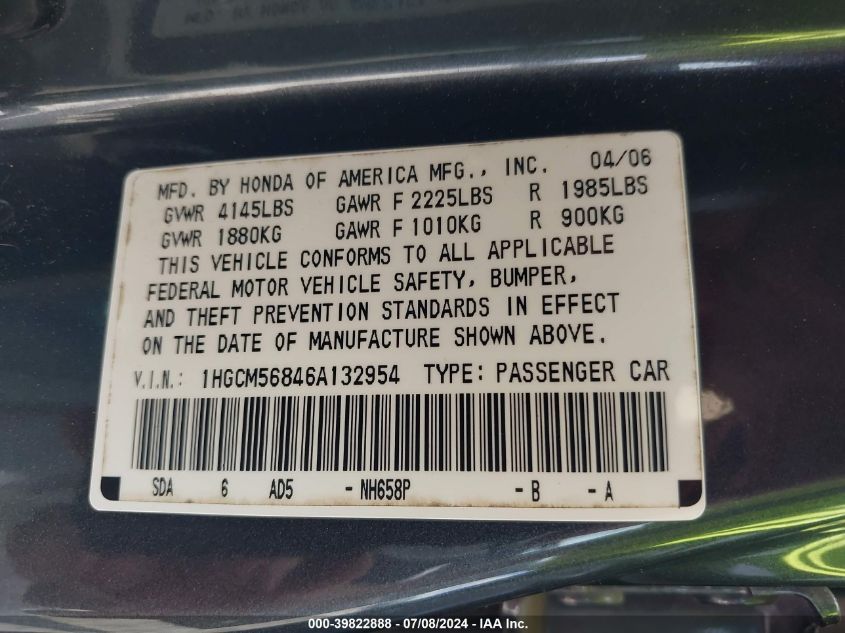 MFD. BY HONDA OF AMERICA MFG., INC. 04/06
GVWR 4145LBS GAWR F 2225LBS R 1985LBS
GVWR 1880KG GAWR F 1010KG R 900KG
THIS VEHICLE CONFORMS TO ALL APPLICABLE
FEDERAL MOTOR VEHICLE SAFETY, BUMPER,
AND THEFT PREVENTION STANDARDS IN EFFECT
ON THE DATE OF MANUFACTURE SHOWN ABOVE.
V.I.N.: 1HGCM56846A132954 TYPE: PASSENGER CAR
SDA 6 AD5 - NH658P - B - A
000-39822888 - 07/08/2024 - IAA Inc.